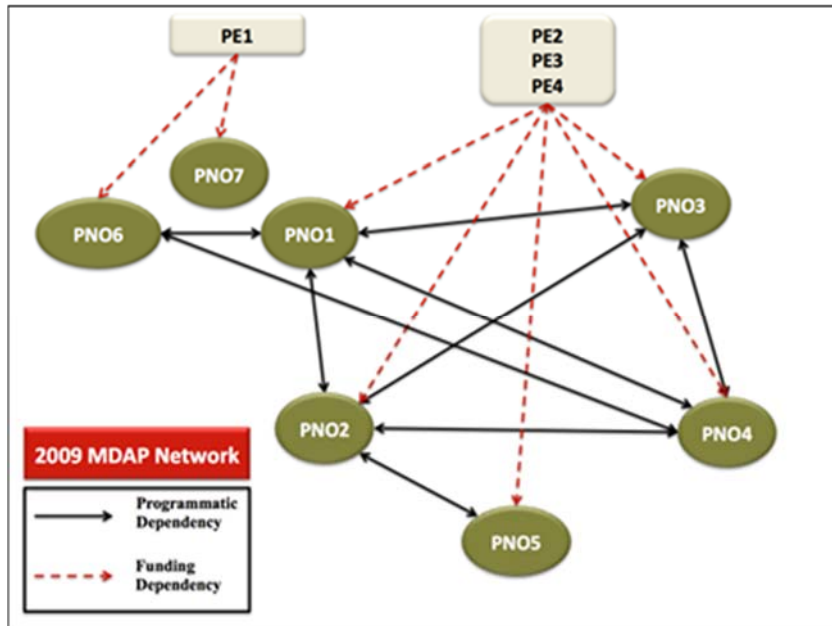 PE1
PE2
PE3
PE4
PNO7
PNO3
PNO6
PNO1
PNO2
PNO4
PNO5
2009 MDAP Network
Programmatic
Dependency
Funding
Dependency